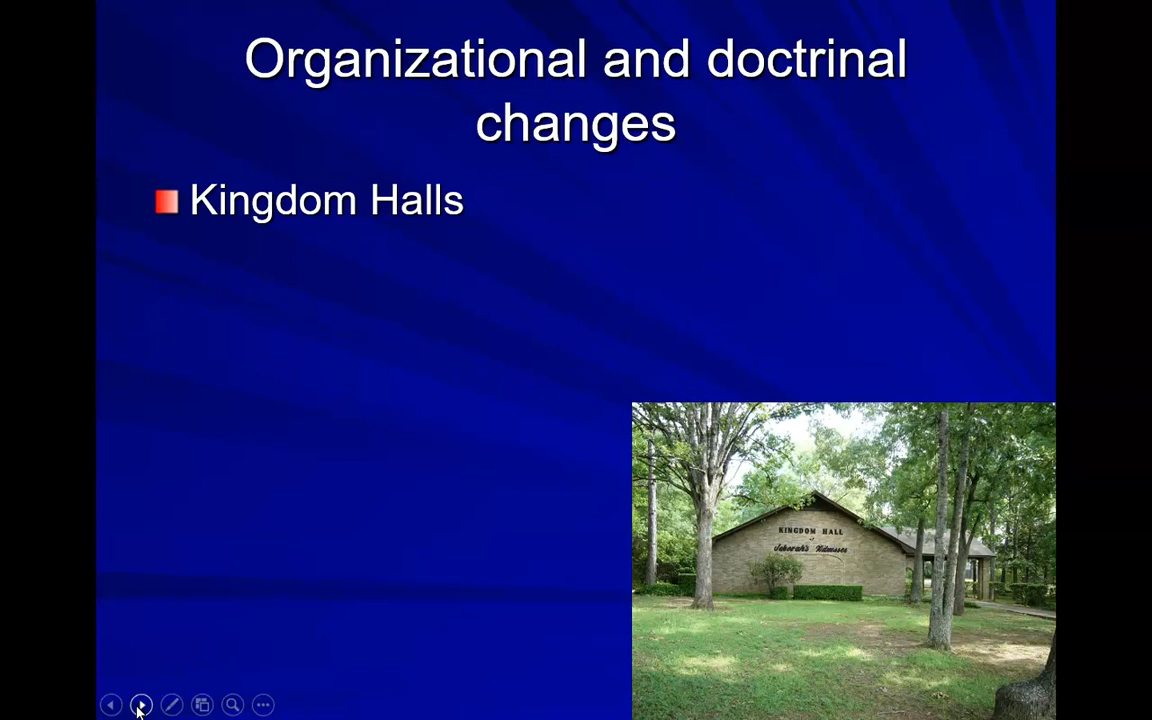 Organizational and doctrinal
changes
Kingdom Halls
KINGDOM HALL
of
Jehovah's Witnesses